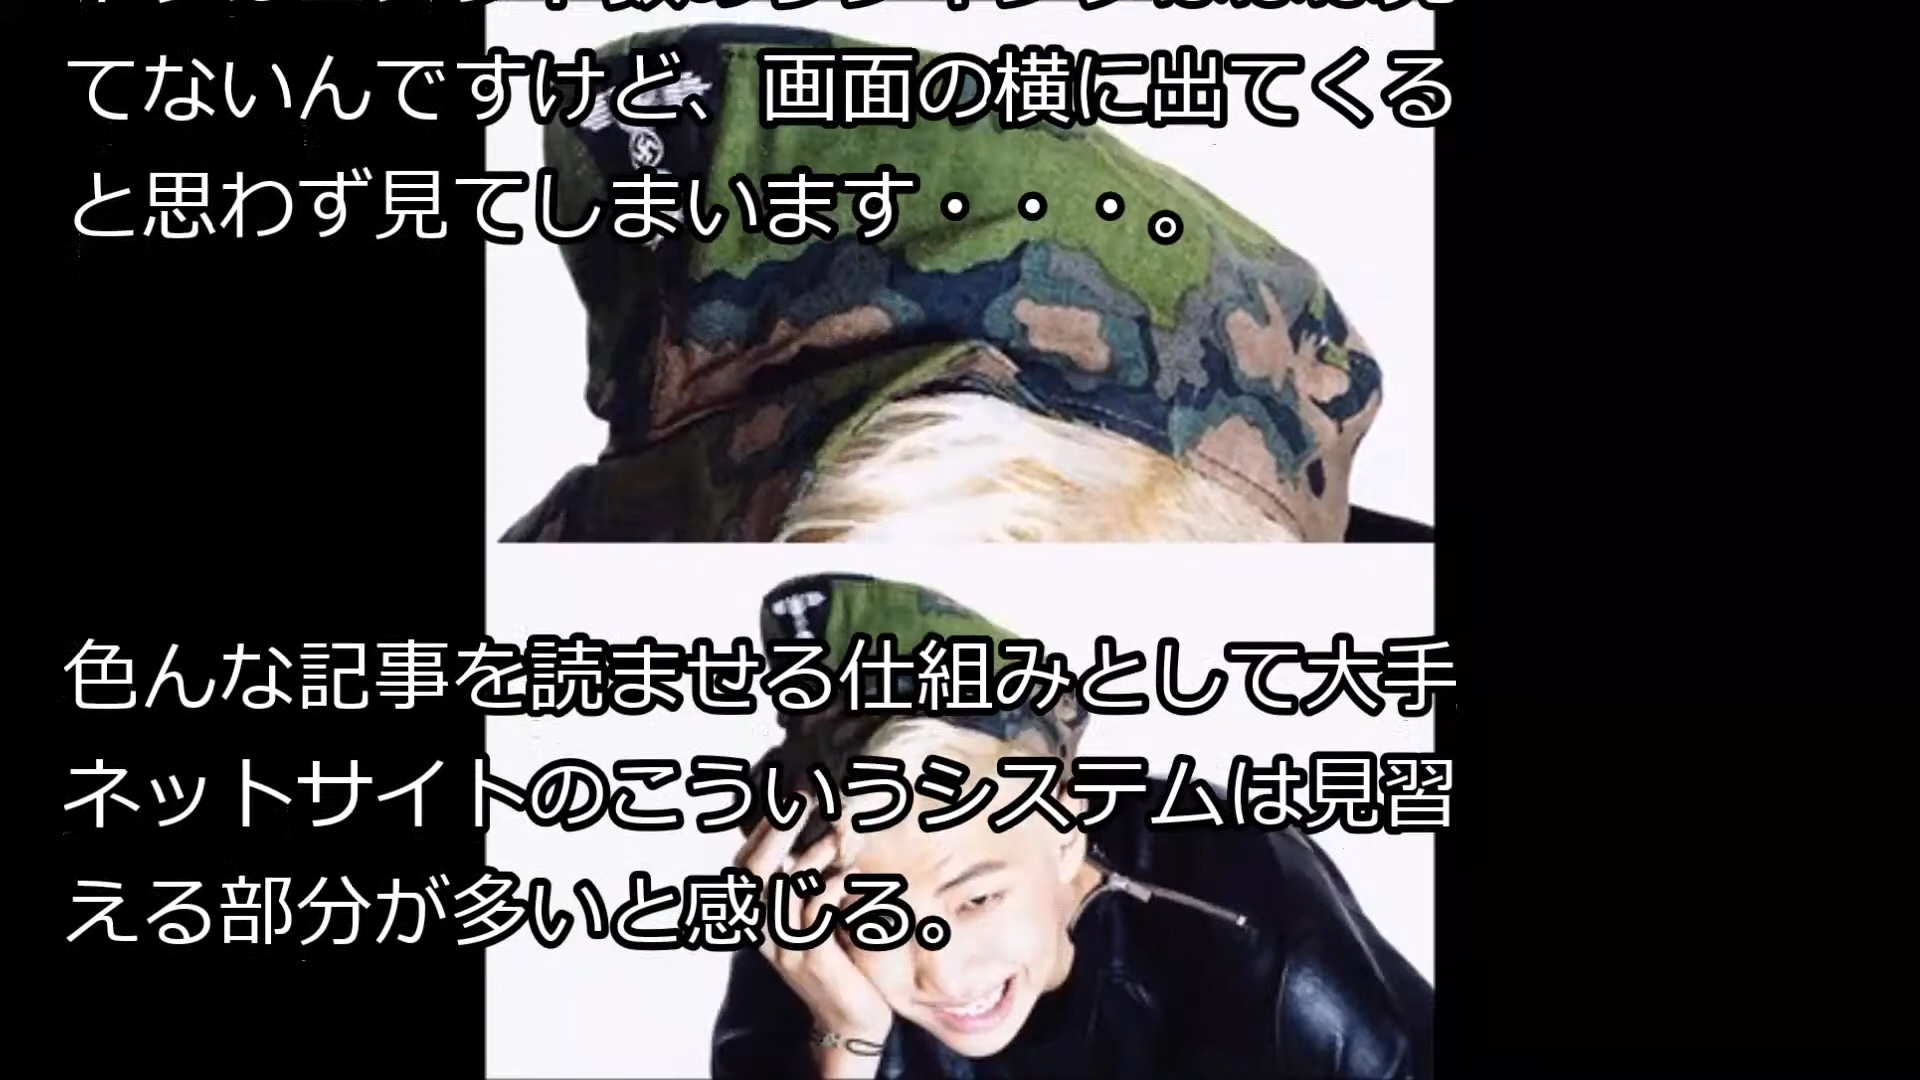 てないんですけど、画面の横に出てくる
と思わず見てしまいます・・・。
色んな記事を読ませる仕組みとして大手
ネットサイトのこういうシステムは見習
える部分が多いと感じる。